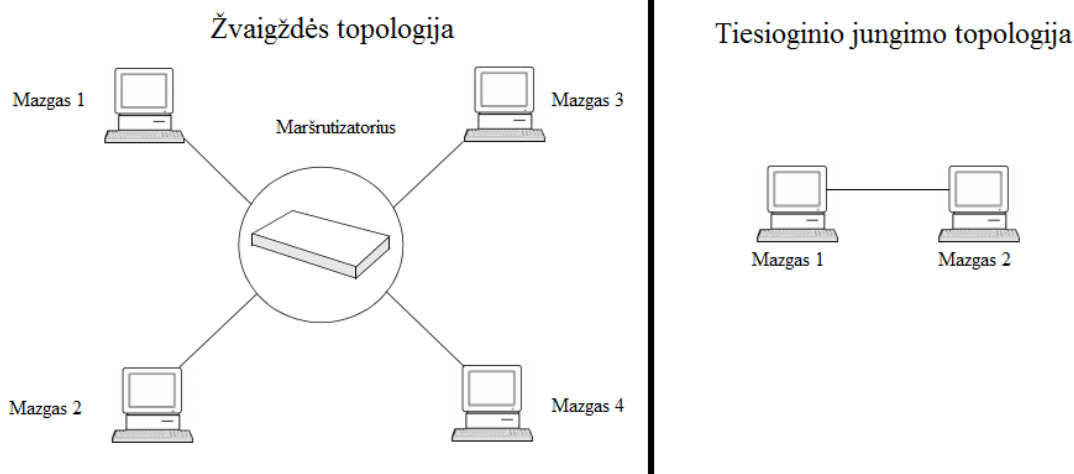 Žvaigždės topologija
Mazgas 1
Maršrutizatorius
Mazgas 3
Mazgas 2
Mazgas 4
Tiesioginio jungimo topologija
Mazgas 1
Mazgas 2